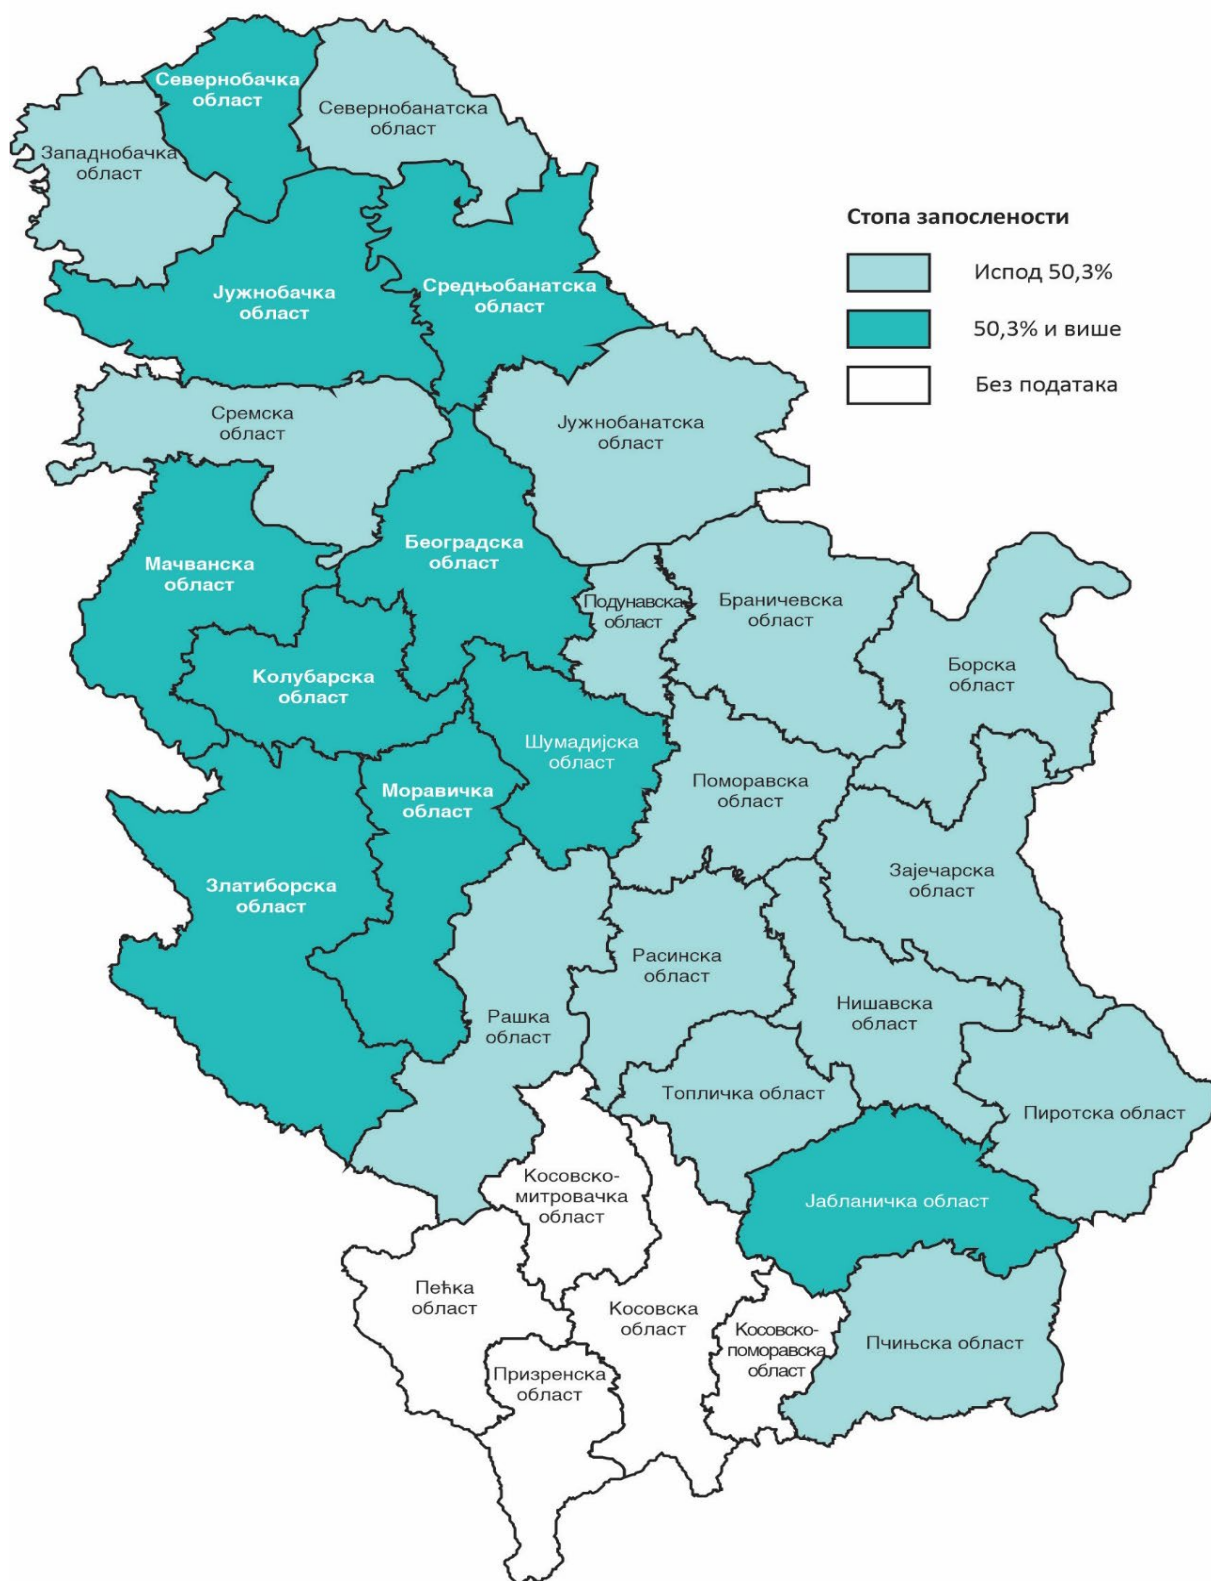 Севернобачка
област
Севернобанатска
област
Западнобачка
област
Стопа запослености
Испод 50,3%
50,3% и више
Без података
Јужнобачка
област
Средњобанатска
област
Сремска
област
Јужнобанатска
област
Мачванска
област
Београдска
област
Подунавска
област
Браничевска
област
Борска
област
Колубарска
област
Шумадијска
област
Моравичка
област
Поморавска
област
Зајечарска
област
Златиборска
област
Расинска
област
Нишавска
област
Рашка
област
Топличка област
Пиротска област
Косовско-
митровачка
област
Јабланичка област
Пећка
област
Косовска
област
Косовско-
поморавска
област
Пчињска област
Призренска
област